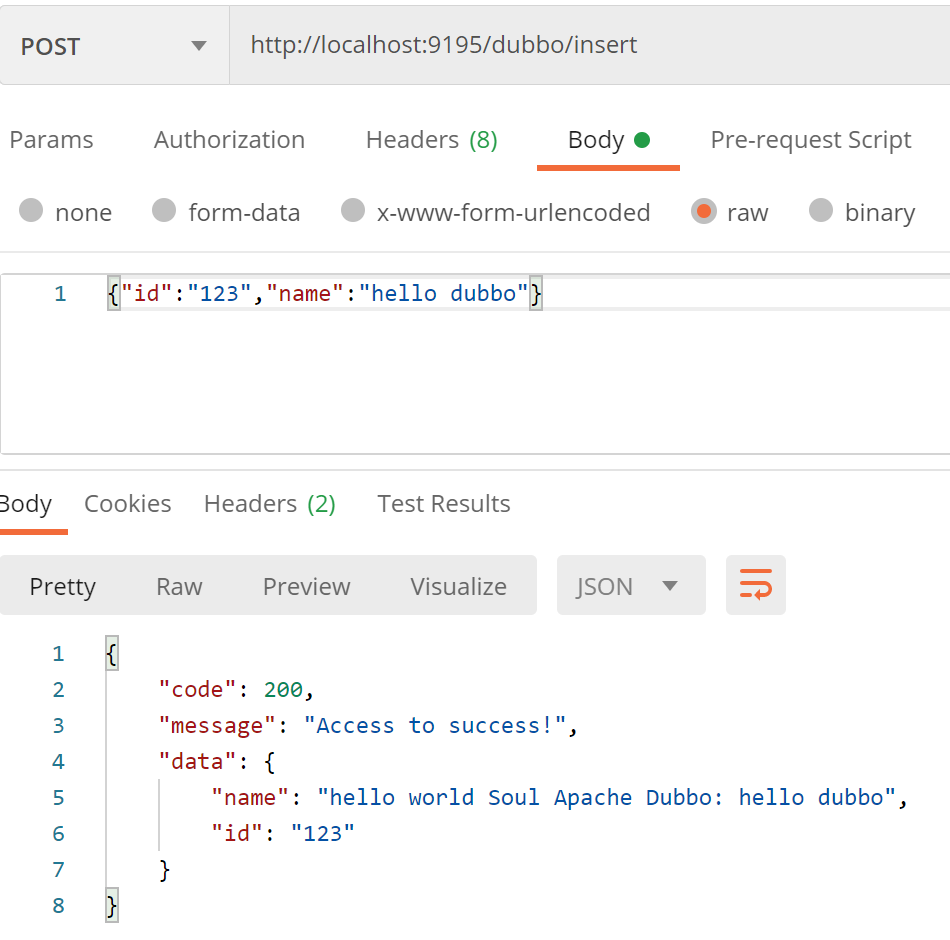 POST http://localhost:9195/dubbo/insert
Params Authorization Headers (8) Body Pre-request Script
none form-data x-www-form-urlencoded raw binary
1 {"id":"123","name":"hello dubbo"}
Body Cookies Headers (2) Test Results
Pretty Raw Preview Visualize JSON
1 {
2 "code": 200,
3 "message": "Access to success!",
4 "data": {
5 "name": "hello world Soul Apache Dubbo: hello dubbo",
6 "id": "123"
7 }
8 }